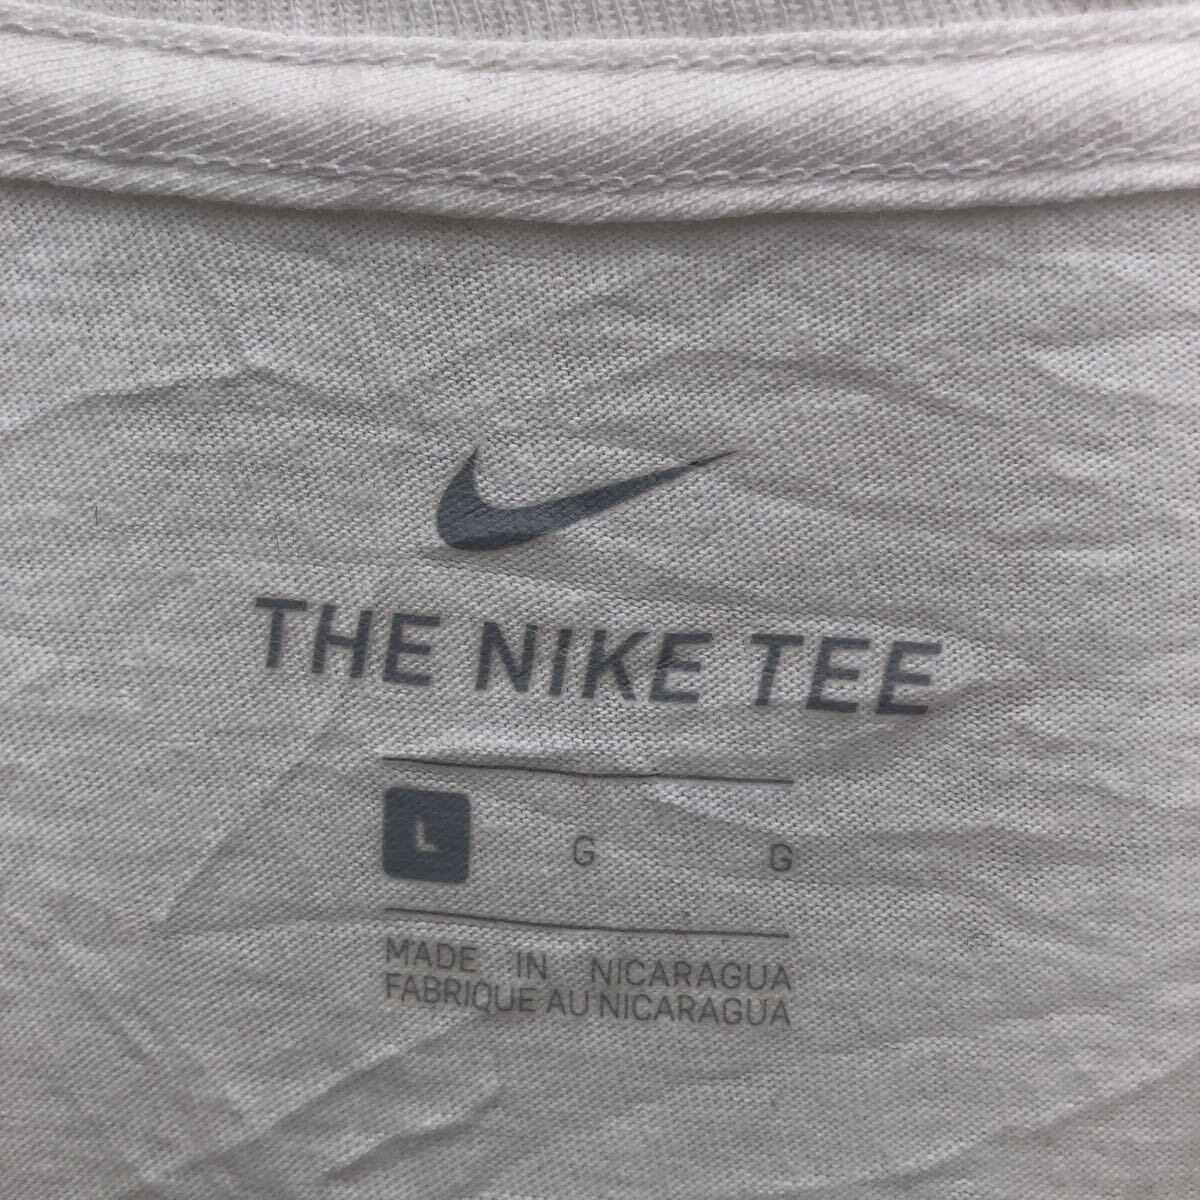 THE NIKE TEE
L G G
MADE IN NICARAGUA
FABRIQUE AU NICARAGUA